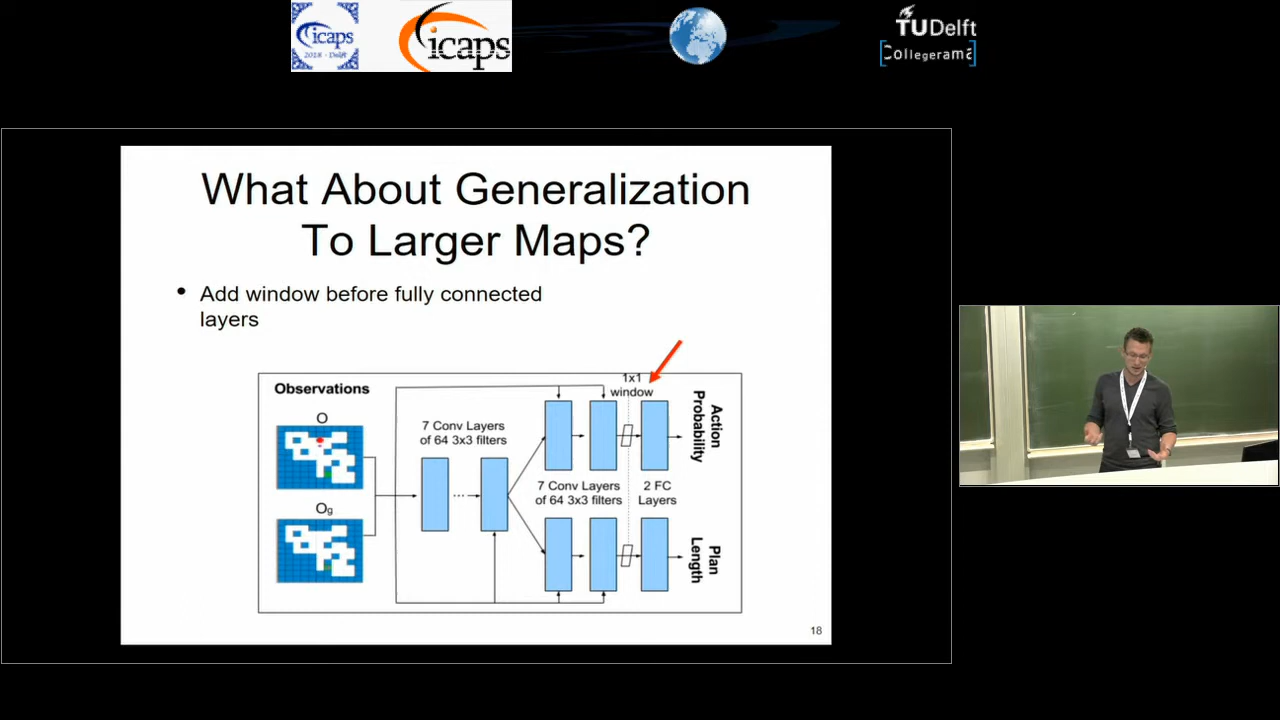 icaps
2018 - Delft
icaps
TUDelft
Collegerama
What About Generalization
To Larger Maps?
• Add window before fully connected
layers
Observations
O
Og
7 Conv Layers
of 64 3x3 filters
1x1
window
7 Conv Layers
of 64 3x3 filters
2 FC
Layers
Action
Probability
Plan
Length
18